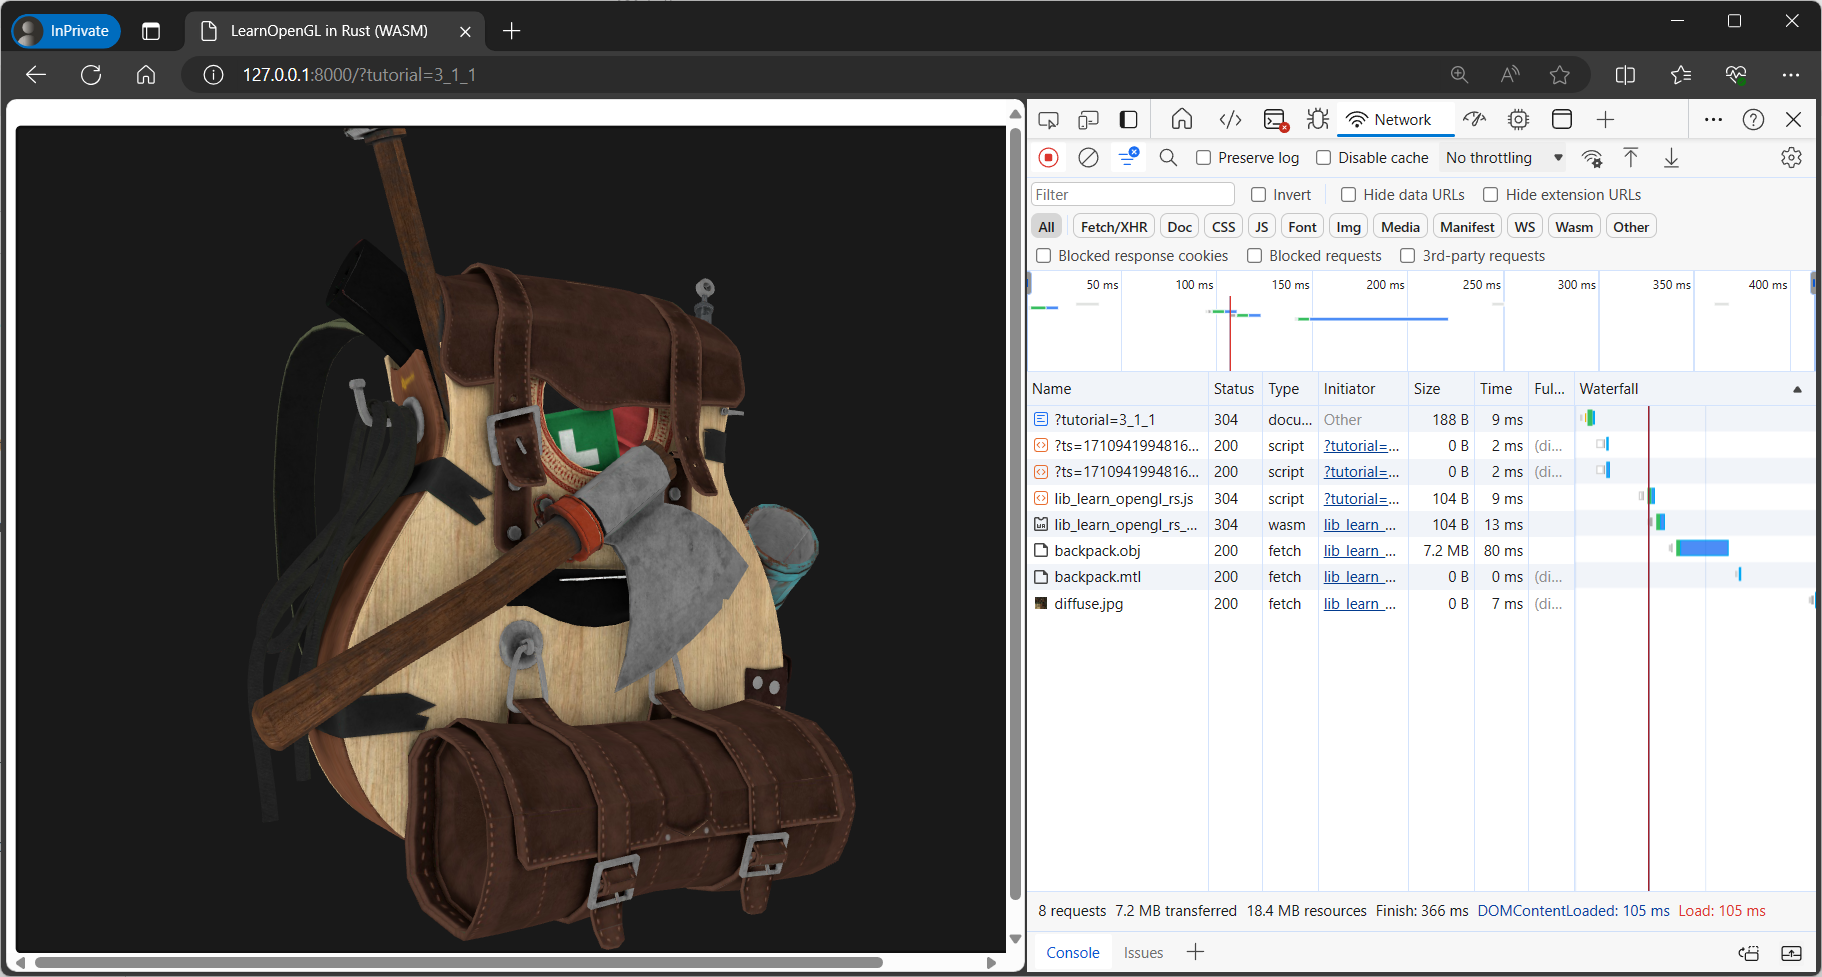 InPrivate
LearnOpenGL in Rust (WASM)
127.0.0.1:8000/?tutorial=3_1_1
Network
Preserve log
Disable cache
No throttling
Filter
Invert
Hide data URLs
Hide extension URLs
All Fetch/XHR Doc CSS JS Font Img Media Manifest WS Wasm Other
Blocked response cookies
Blocked requests
3rd-party requests
50 ms 100 ms 150 ms 200 ms 250 ms 300 ms 350 ms 400 ms
Name Status Type Initiator Size Time Ful... Waterfall
?tutorial=3_1_1 304 docu... Other 188 B 9 ms
?ts=1710941994816... 200 script ?tutorial=... 0 B 2 ms (di...
?ts=1710941994816... 200 script ?tutorial=... 0 B 2 ms (di...
lib_learn_opengl_rs.js 304 script ?tutorial=... 104 B 9 ms
lib_learn_opengl_rs_... 304 wasm lib_learn_... 104 B 13 ms
backpack.obj 200 fetch lib_learn_... 7.2 MB 80 ms
backpack.mtl 200 fetch lib_learn_... 0 B 0 ms (di...
diffuse.jpg 200 fetch lib_learn_... 0 B 7 ms (di...
8 requests 7.2 MB transferred 18.4 MB resources Finish: 366 ms DOMContentLoaded: 105 ms Load: 105 ms
Console Issues